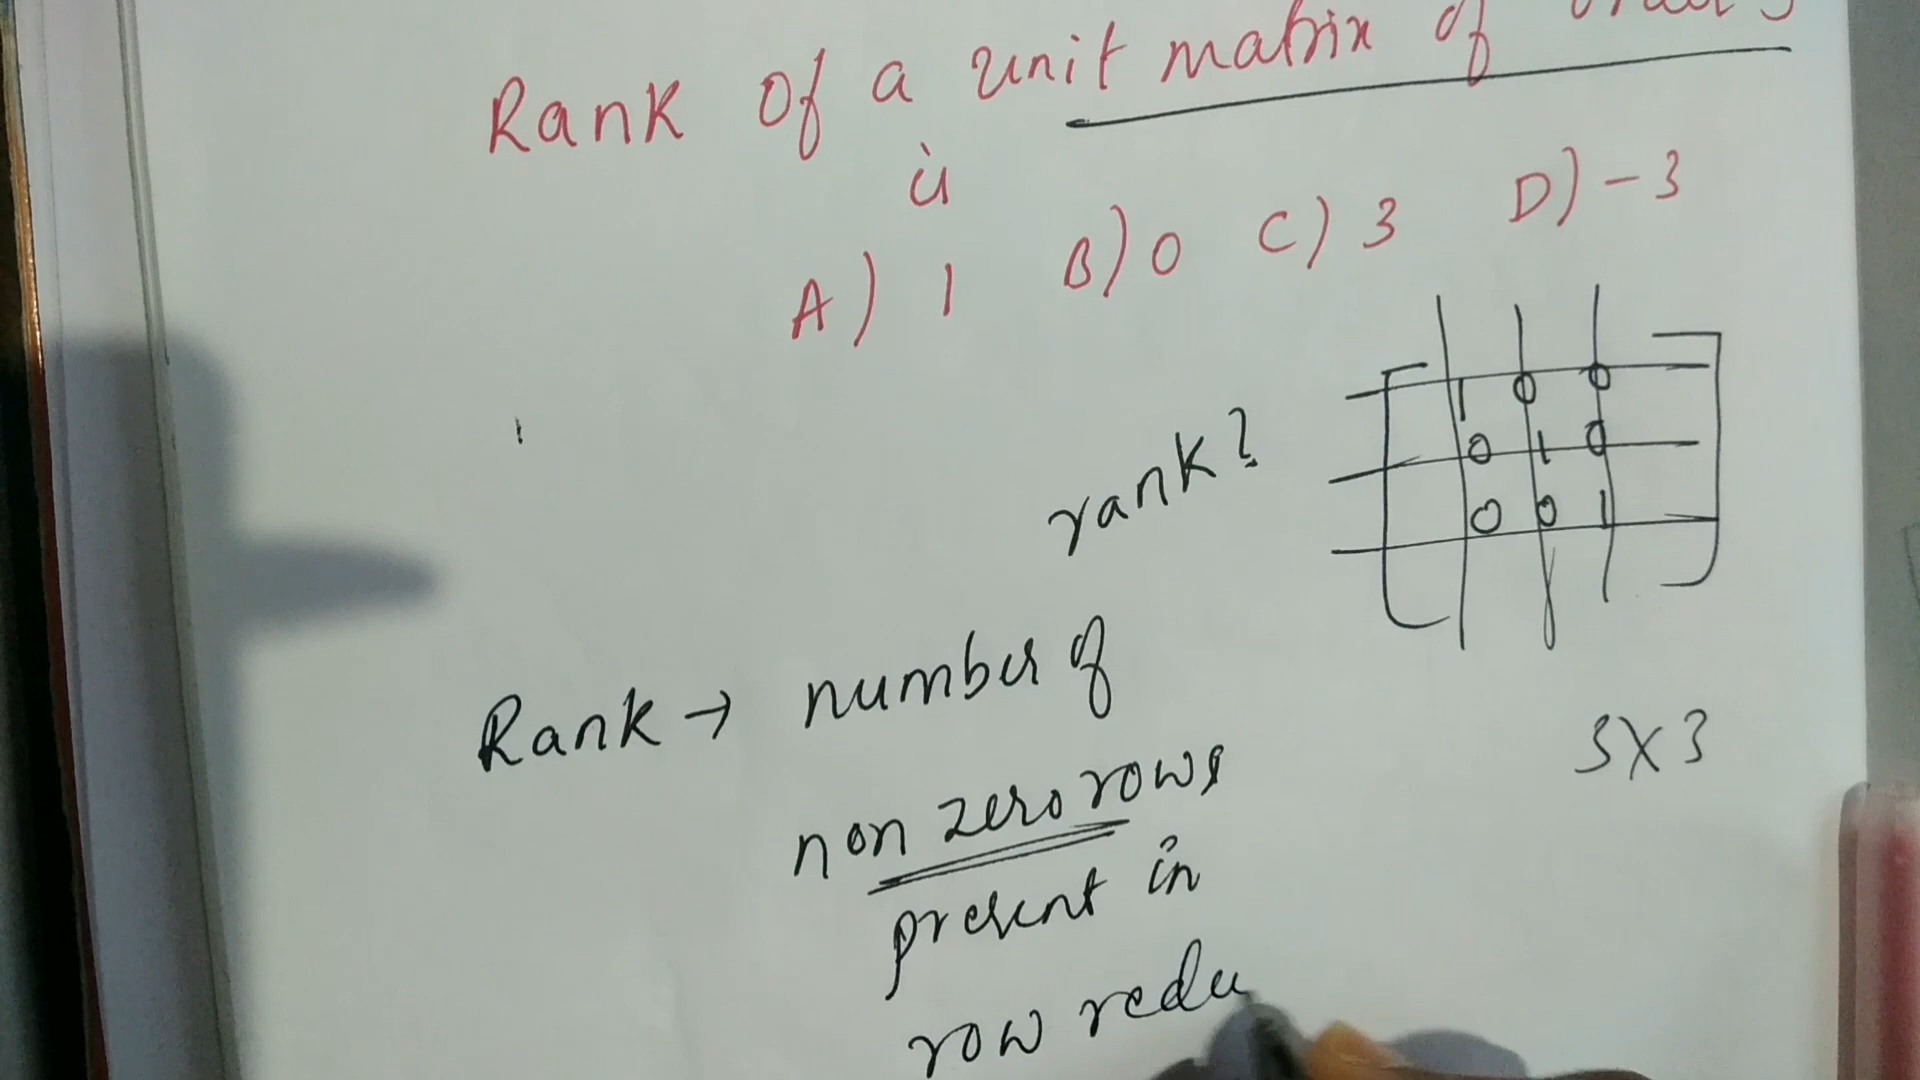 Rank of a unit matrix of
is
A) 1 B) 0 C) 3 D) -3
1 0 0
0 1 0
0 0 1
rank?
3X3
Rank → number of
non zero rows
present in
row redu